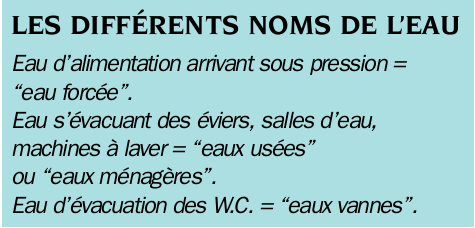 LES DIFFÉRENTS NOMS DE L’EAU
Eau d’alimentation arrivant sous pression =
“eau forcée”.
Eau s’évacuant des éviers, salles d’eau,
machines à laver = “eaux usées”
ou “eaux ménagères”.
Eau d’évacuation des W.C. = “eaux vannes”.